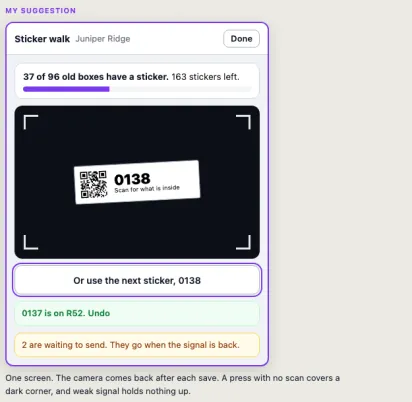 MY SUGGESTION
Sticker walk Juniper Ridge Done
37 of 96 old boxes have a sticker. 163 stickers left.
0138
Scan for what is inside
Or use the next sticker, 0138
0137 is on R52. Undo
2 are waiting to send. They go when the signal is back.
One screen. The camera comes back after each save. A press with no scan covers a
dark corner, and weak signal holds nothing up.